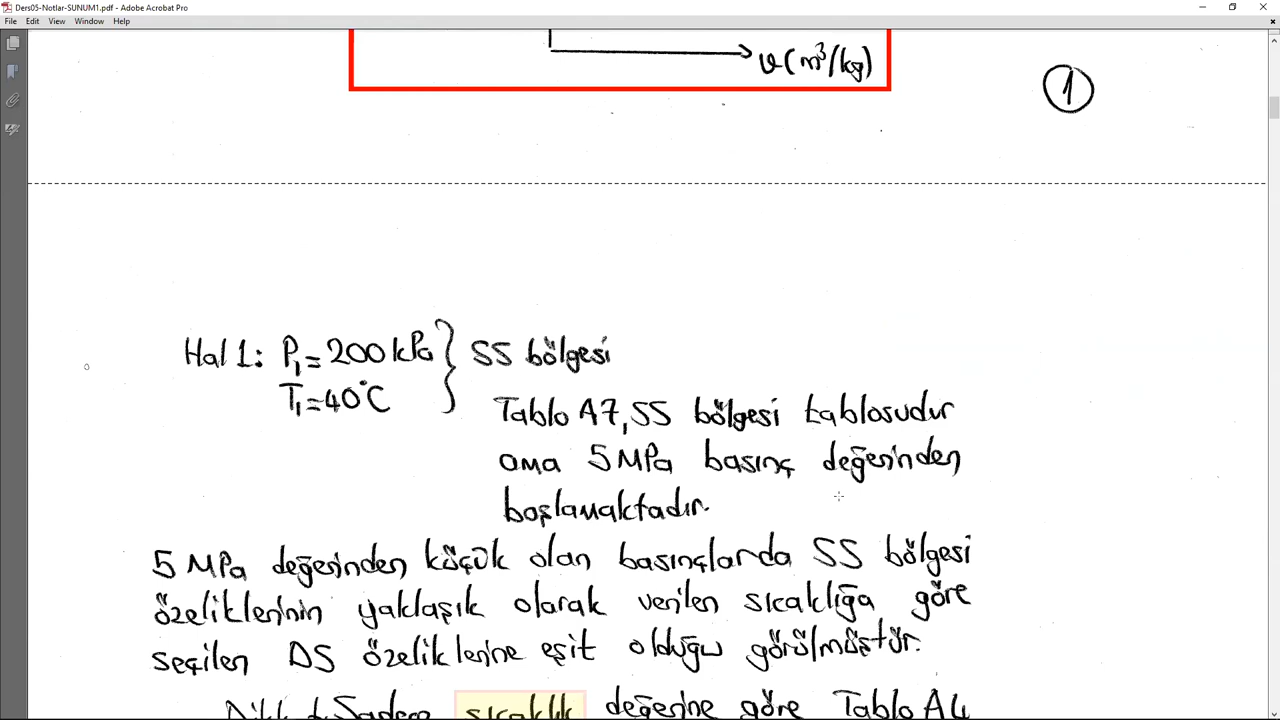 Ders05-Notlar-SUNUM1.pdf - Adobe Acrobat Pro
File Edit View Window Help
ϑ(m³/kg)
1
Hal 1: P₁=200 kPa } SS bölgesi
T₁=40°C
Tablo A7, SS bölgesi tablosudur
ama 5 MPa basınç değerinden
başlamaktadır.
5 MPa değerinden küçük olan basınçlarda SS bölgesi
özeliklerinin yaklaşık olarak verilen sıcaklığa göre
seçilen DS özeliklerine eşit olduğu görülmüştür.
Sadece sıcaklık değerine göre Tablo A4